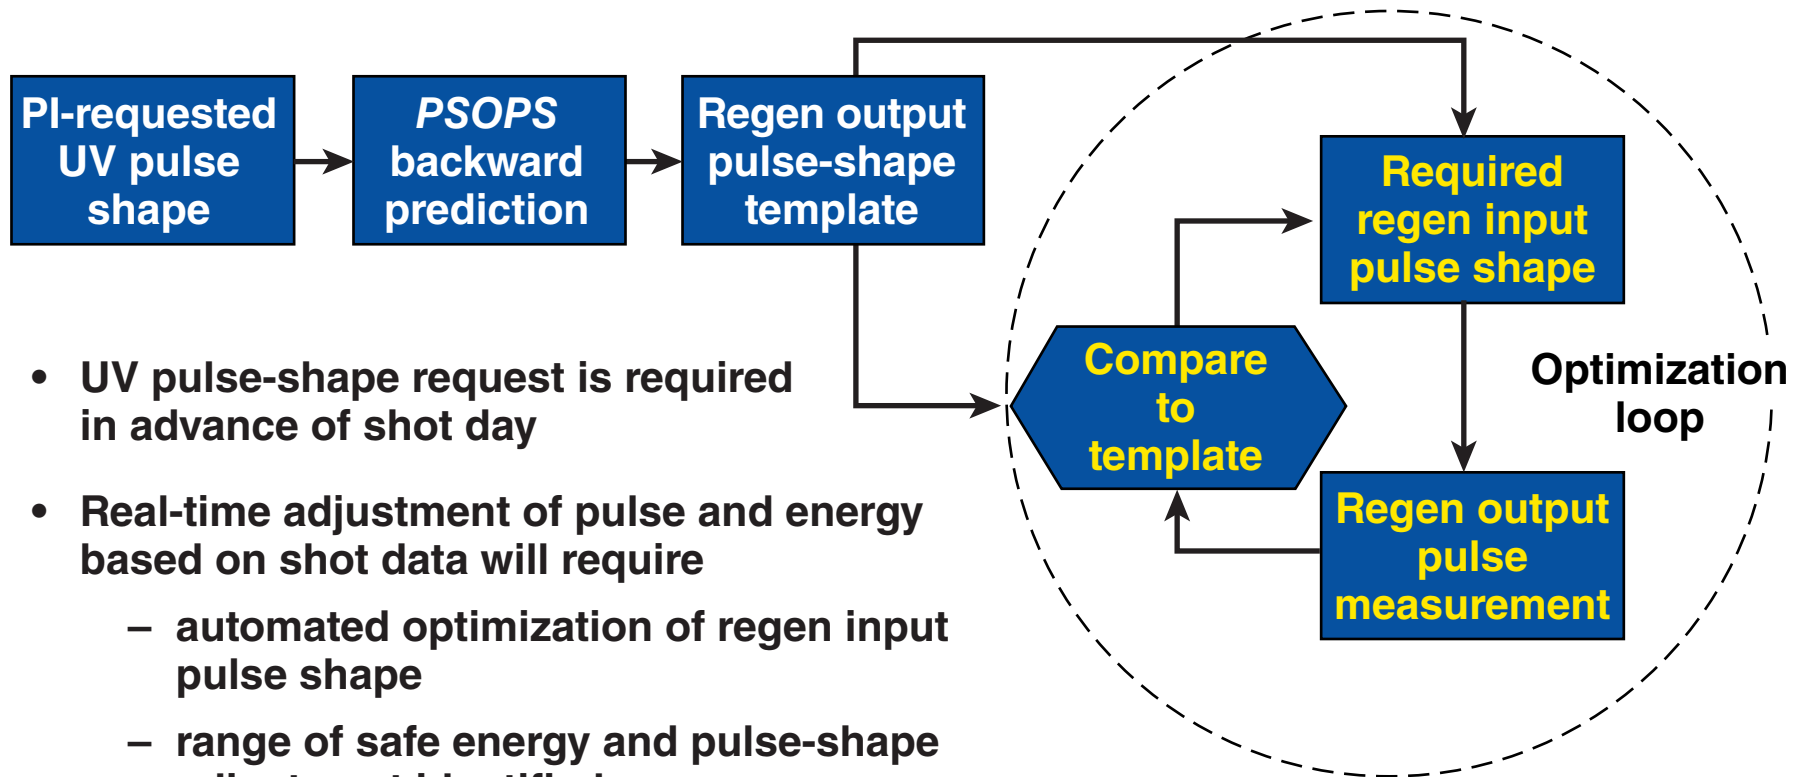 PI-requested
UV pulse
shape
PSOPS
backward
prediction
Regen output
pulse-shape
template
Required
regen input
pulse shape
Compare
to
template
Optimization
loop
Regen output
pulse
measurement
• UV pulse-shape request is required
in advance of shot day
• Real-time adjustment of pulse and energy
based on shot data will require
– automated optimization of regen input
pulse shape
– range of safe energy and pulse-shape